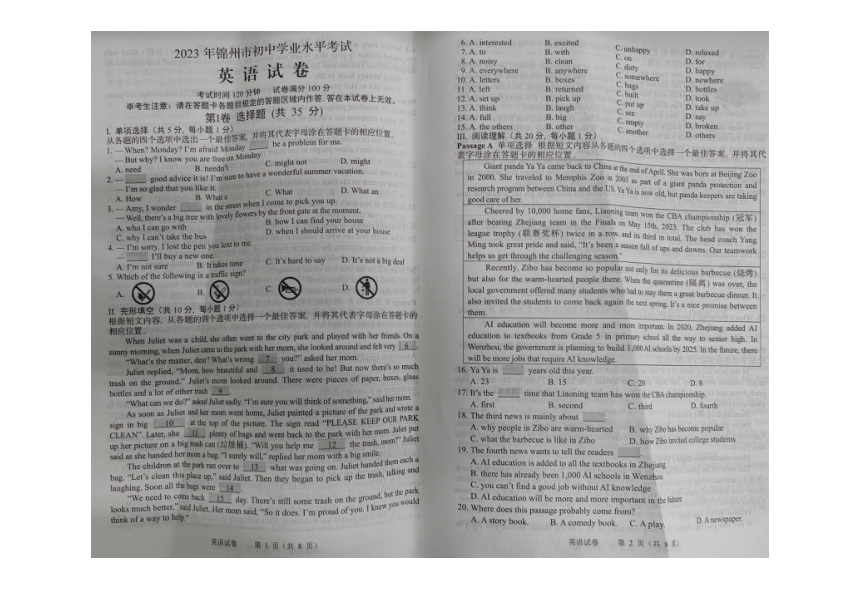 2023 年锦州市初中学业水平考试
英 语 试 卷
考试时间 120 分钟 试卷满分 100 分
※考生注意:请在答题卡各题目规定的答题区域内作答,答在本试卷上无效。
第Ⅰ卷 选择题 (共 35 分)
I. 单项选择 (共 5 分, 每小题 1 分)
从各题的四个选项中选出一个最佳答案,并将其代表字母涂在答题卡的相应位置.
1. — When? Monday? I'm afraid Monday ____ be a problem for me.
— But why? I know you are free on Monday.
A. need B. needn't C. might not D. might
2. — ____ good advice it is! I'm sure to have a wonderful summer vacation.
— I'm so glad that you like it.
A. How B. What a C. What D. What an
3. — Amy, I wonder ____ in the street when I come to pick you up.
— Well, there's a big tree with lovely flowers by the front gate at the moment.
A. who I can go with B. how I can find your house
C. why I can't take the bus D. when I should arrive at your house
4. — I'm sorry. I lost the pen you lent to me.
— ____ I'll buy a new one.
A. I'm not sure B. It takes time C. It's hard to say D. It's not a big deal
5. Which of the following is a traffic sign?
A. B. C. D.
II. 完形填空 (共 10 分, 每小题 1 分)
根据短文内容, 从各题的四个选项中选择一个最佳答案, 并将其代表字母涂在答题卡的
相应位置.
When Juliet was a child, she often went to the city park and played with her friends. On a
sunny morning, when Juliet came to the park with her mom, she looked around and felt very 6 .
"What's the matter, dear? What's wrong 7 you?" asked her mom.
Juliet replied, "Mom, how beautiful and 8 it used to be! But now there's so much
trash on the ground." Juliet's mom looked around. There were pieces of paper, boxes, glass
bottles and a lot of other trash 9 .
"What can we do?" asked Juliet sadly. "I'm sure you will think of something," said her mom.
As soon as Juliet and her mom went home, Juliet painted a picture of the park and wrote a
sign in big 10 at the top of the picture. The sign read "PLEASE KEEP OUR PARK
CLEAN". Later, she 11 plenty of bags and went back to the park with her mom. Juliet put
up her picture on a big trash can (垃圾桶). "Will you help me 12 the trash, mom?" Juliet
said as she handed her mom a bag. "I surely will," replied her mom with a big smile.
The children at the park ran over to 13 what was going on. Juliet handed them each a
bag. "Let's clean this place up," said Juliet. Then they began to pick up the trash, talking and
laughing. Soon all the bags were 14 .
"We need to come back 15 day. There's still some trash on the ground, but the park
looks much better," said Juliet. Her mom said, "So it does. I'm proud of you. I knew you would
think of a way to help."
英语试卷 第 1 页 (共 8 页)
6. A. interested B. excited C. unhappy D. relaxed
7. A. to B. with C. on D. for
8. A. noisy B. clean C. dirty D. happy
9. A. everywhere B. anywhere C. somewhere D. nowhere
10. A. letters B. boxes C. bags D. bottles
11. A. left B. returned C. built D. took
12. A. set up B. pick up C. put up D. take up
13. A. think B. laugh C. see D. say
14. A. full B. big C. empty D. broken
15. A. the others B. other C. another D. others
III. 阅读理解 (共 20 分, 每小题 1 分)
Passage A 单项选择 根据短文内容从各题的四个选项中选择一个最佳答案, 并将其代
表字母涂在答题卡的相应位置.
Giant panda Ya Ya came back to China at the end of April. She was born at Beijing Zoo
in 2000. She traveled to Memphis Zoo in 2003 as part of a giant panda protection and
research program between China and the US. Ya Ya is now old, but panda keepers are taking
good care of her.
Cheered by 10,000 home fans, Liaoning team won the CBA championship (冠军)
after beating Zhejiang team in the Finals on May 15th, 2023. The club has won the
league trophy (联赛奖杯) twice in a row, and its third in total. The head coach Yang
Ming took great pride and said, "It's been a season full of ups and downs. Our teamwork
helps us get through the challenging season."
Recently, Zibo has become so popular not only for its delicious barbecue (烧烤),
but also for the warm-hearted people there. When the quarantine (隔离) was over, the
local government offered many students who had to stay there a great barbecue dinner. It
also invited the students to come back again the next spring. It's a nice promise between
them.
AI education will become more and more important. In 2020, Zhejiang added AI
education to textbooks from Grade 5 in primary school all the way to senior high. In
Wenzhou, the government is planning to build 1,000 AI schools by 2025. In the future, there
will be more jobs that require AI knowledge.
16. Ya Ya is ____ years old this year.
A. 23 B. 15 C. 20 D. 8
17. It's the ____ time that Liaoning team has won the CBA championship.
A. first B. second C. third D. fourth
18. The third news is mainly about ____.
A. why people in Zibo are warm-hearted B. why Zibo has become popular
C. what the barbecue is like in Zibo D. how Zibo invited college students
19. The fourth news wants to tell the readers ____.
A. AI education is added to all the textbooks in Zhejiang
B. there has already been 1,000 AI schools in Wenzhou
C. you can't find a good job without AI knowledge
D. AI education will be more and more important in the future
20. Where does this passage probably come from?
A. A story book. B. A comedy book. C. A play. D. A newspaper.
英语试卷 第 2 页 (共 8 页)